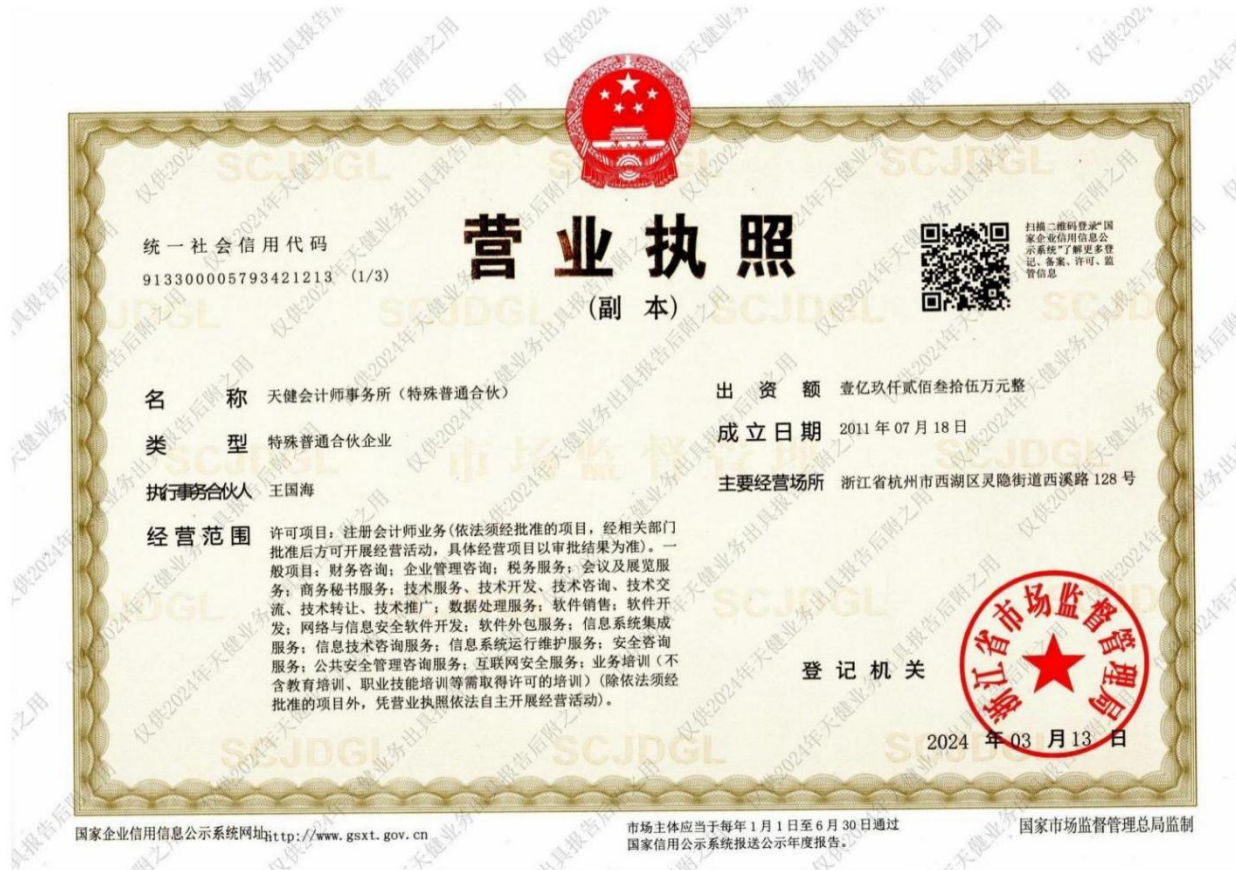 统一社会信用代码
913300005793421213 (1/3)
营业执照
(副 本)
扫描二维码登录“国
家企业信用信息公
示系统”了解更多登
记、备案、许可、监
管信息
名 称 天健会计师事务所（特殊普通合伙）
类 型 特殊普通合伙企业
执行事务合伙人 王国海
经营范围 许可项目：注册会计师业务(依法须经批准的项目，经相关部门
批准后方可开展经营活动，具体经营项目以审批结果为准)。一
般项目：财务咨询；企业管理咨询；税务服务；会议及展览服
务；商务秘书服务；技术服务、技术开发、技术咨询、技术交
流、技术转让、技术推广；数据处理服务；软件销售；软件开
发；网络与信息安全软件开发；软件外包服务；信息系统集成
服务；信息技术咨询服务；信息系统运行维护服务；安全咨询
服务；公共安全管理咨询服务；互联网安全服务；业务培训（不
含教育培训、职业技能培训等需取得许可的培训）(除依法须经
批准的项目外，凭营业执照依法自主开展经营活动)。
出 资 额 壹亿玖仟贰佰叁拾伍万元整
成立日期 2011 年 07 月 18 日
主要经营场所 浙江省杭州市西湖区灵隐街道西溪路 128 号
登记机关
浙江省市场监督管理局
2024 年 03 月 13 日
国家企业信用信息公示系统网址http://www.gsxt.gov.cn
市场主体应当于每年 1 月 1 日至 6 月 30 日通过
国家信用公示系统报送公示年度报告。
国家市场监督管理总局监制
SCJDGL
市场监督管理
仅供2024年天健业务出具报告后附之用